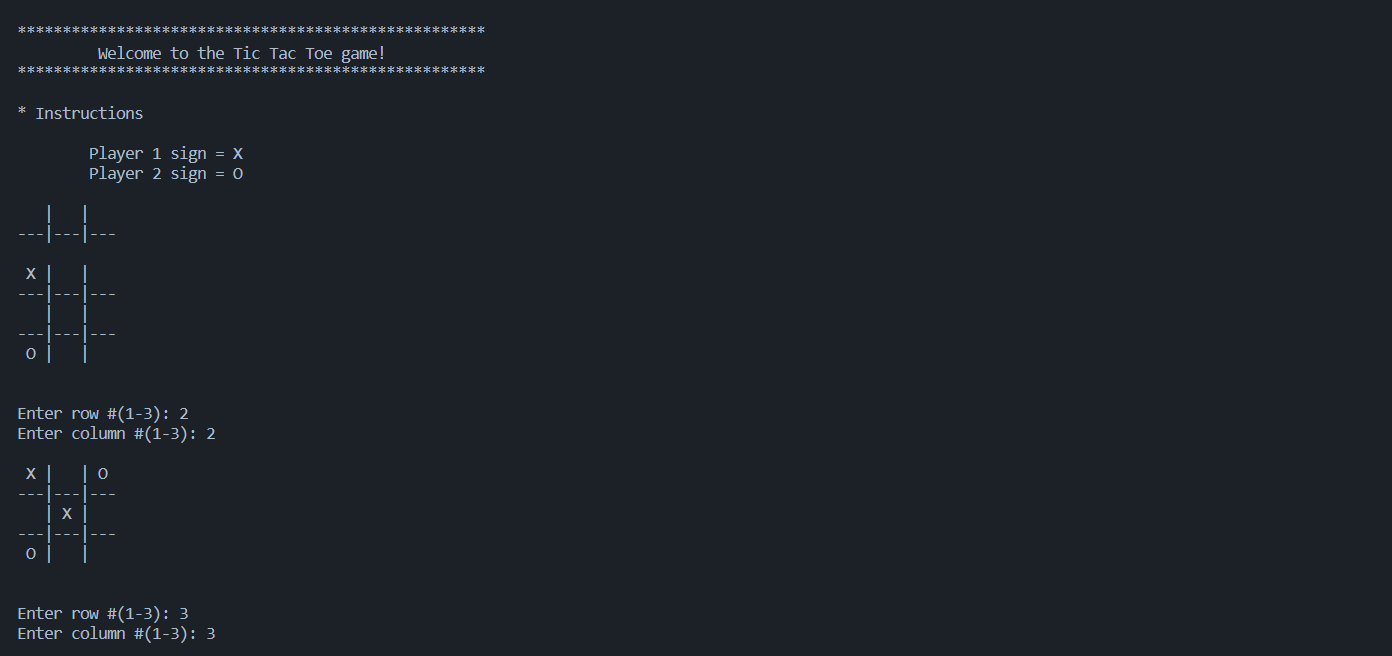 ****************************************************
         Welcome to the Tic Tac Toe game!
****************************************************

* Instructions

        Player 1 sign = X
        Player 2 sign = O

   |   |
---|---|---

 X |   |
---|---|---
   |   |
---|---|---
 O |   |


Enter row #(1-3): 2
Enter column #(1-3): 2

 X |   | O
---|---|---
   | X |
---|---|---
 O |   |


Enter row #(1-3): 3
Enter column #(1-3): 3